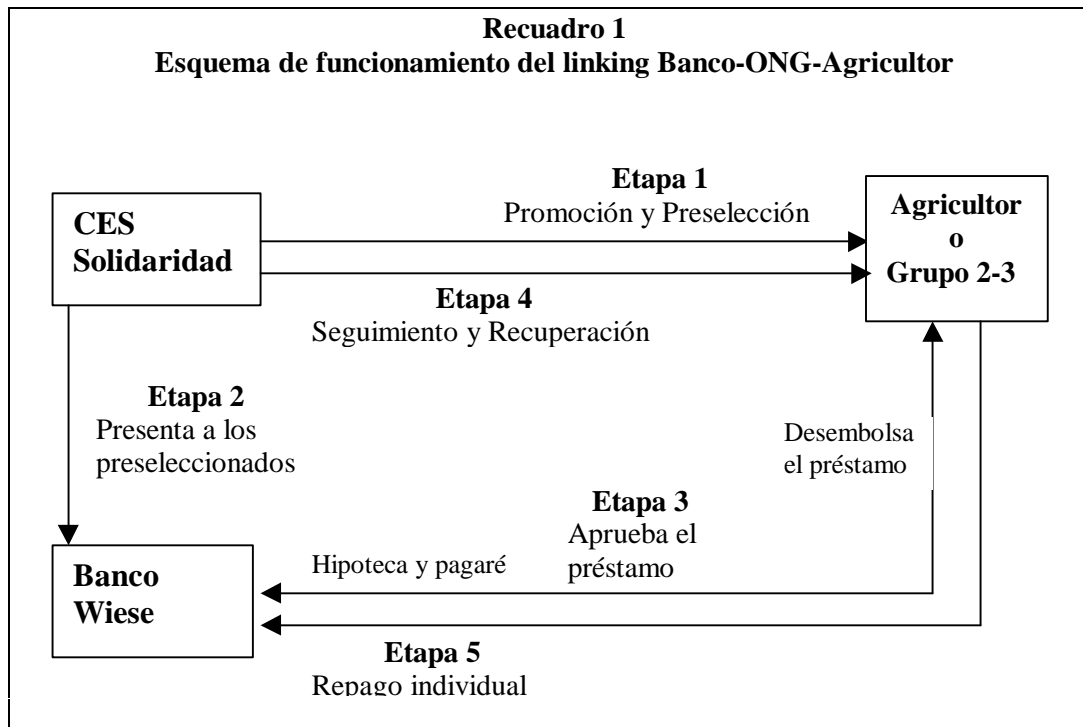 Recuadro 1
Esquema de funcionamiento del linking Banco-ONG-Agricultor
CES
Solidaridad
Etapa 1
Promoción y Preselección
Agricultor
o
Grupo 2-3
Etapa 4
Seguimiento y Recuperación
Etapa 2
Presenta a los
preseleccionados
Desembolsa
el préstamo
Etapa 3
Aprueba el
préstamo
Hipoteca y pagaré
Banco
Wiese
Etapa 5
Repago individual